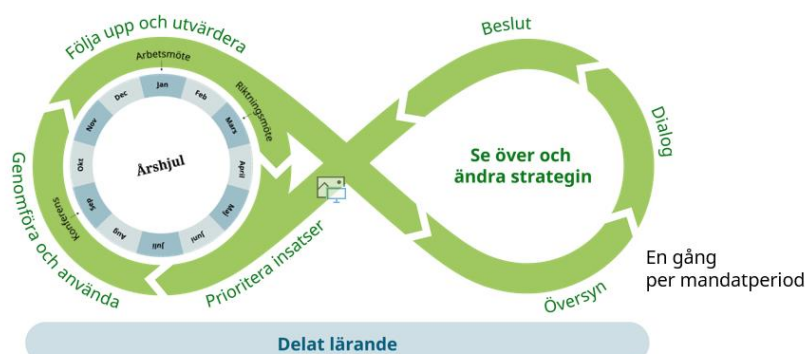 Följa upp och utvärdera
Arbetsmöte
Riktningsmöte
Konferens
Jan
Feb
Mars
April
Maj
Juni
Juli
Aug
Sep
Okt
Nov
Dec
Årshjul
Genomföra och använda
Prioritera insatser
Beslut
Dialog
Översyn
Se över och
ändra strategin
En gång
per mandatperiod
Delat lärande